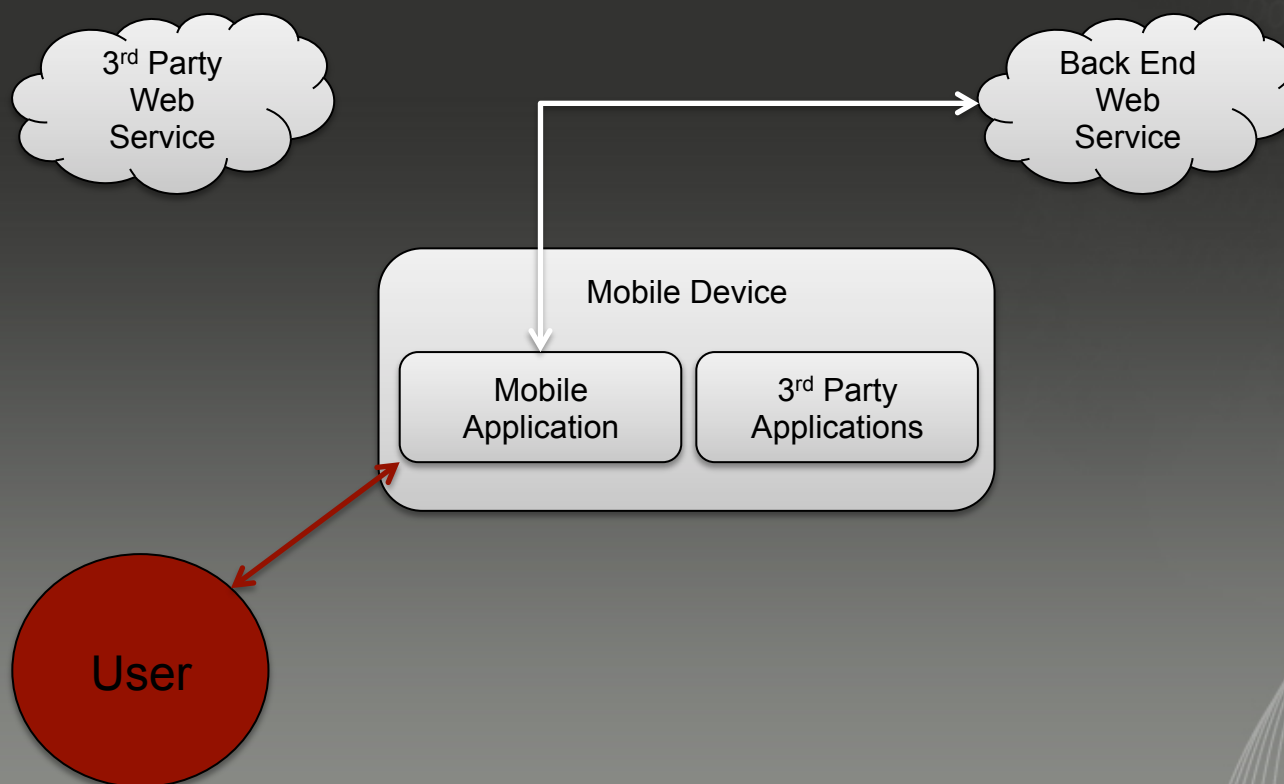 3rd Party
Web
Service
Back End
Web
Service
Mobile Device
Mobile
Application
3rd Party
Applications
User